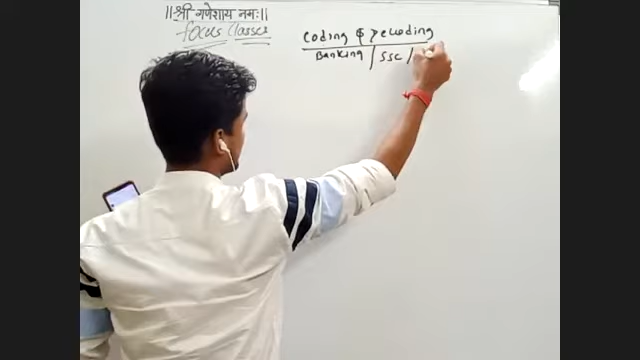 ||श्री गणेशाय नमः||
focus Classes
Coding & Decoding
Banking / SSC /